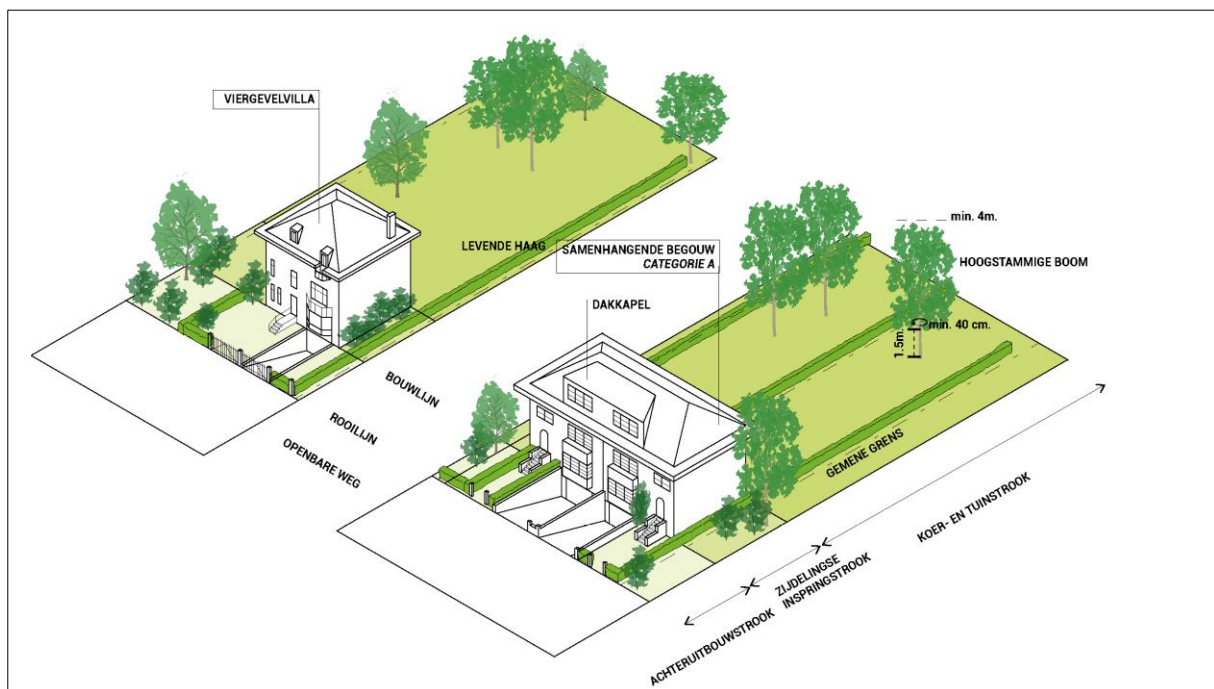 VIERGEVELVILLA
LEVENDE HAAG
SAMENHANGENDE BEGOUW
CATEGORIE A
DAKKAPEL
min. 4m.
HOOGSTAMMIGE BOOM
min. 40 cm.
1.5m.
BOUWLIJN
ROOILIJN
OPENBARE WEG
GEMENE GRENS
KOER- EN TUINSTROOK
ZIJDELINGSE
INSPRINGSTROOK
ACHTERUITBOUWSTROOK